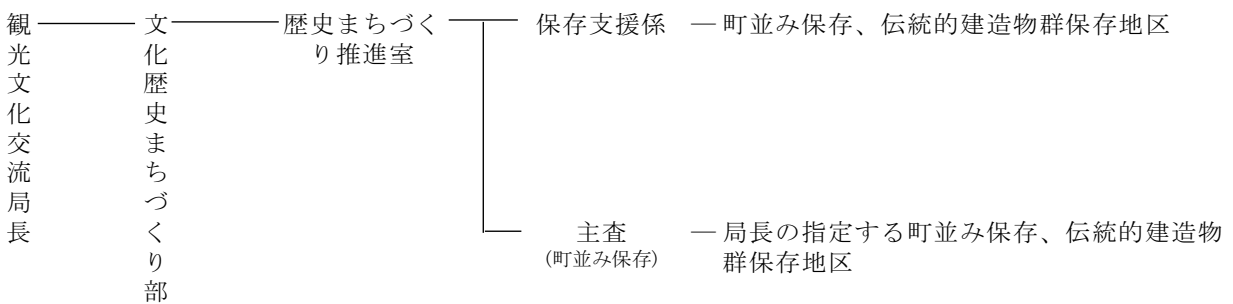 観光文化交流局長
文化歴史まちづくり部
歴史まちづく
り推進室
保存支援係
― 町並み保存、伝統的建造物群保存地区
主査
(町並み保存)
― 局長の指定する町並み保存、伝統的建造物
群保存地区